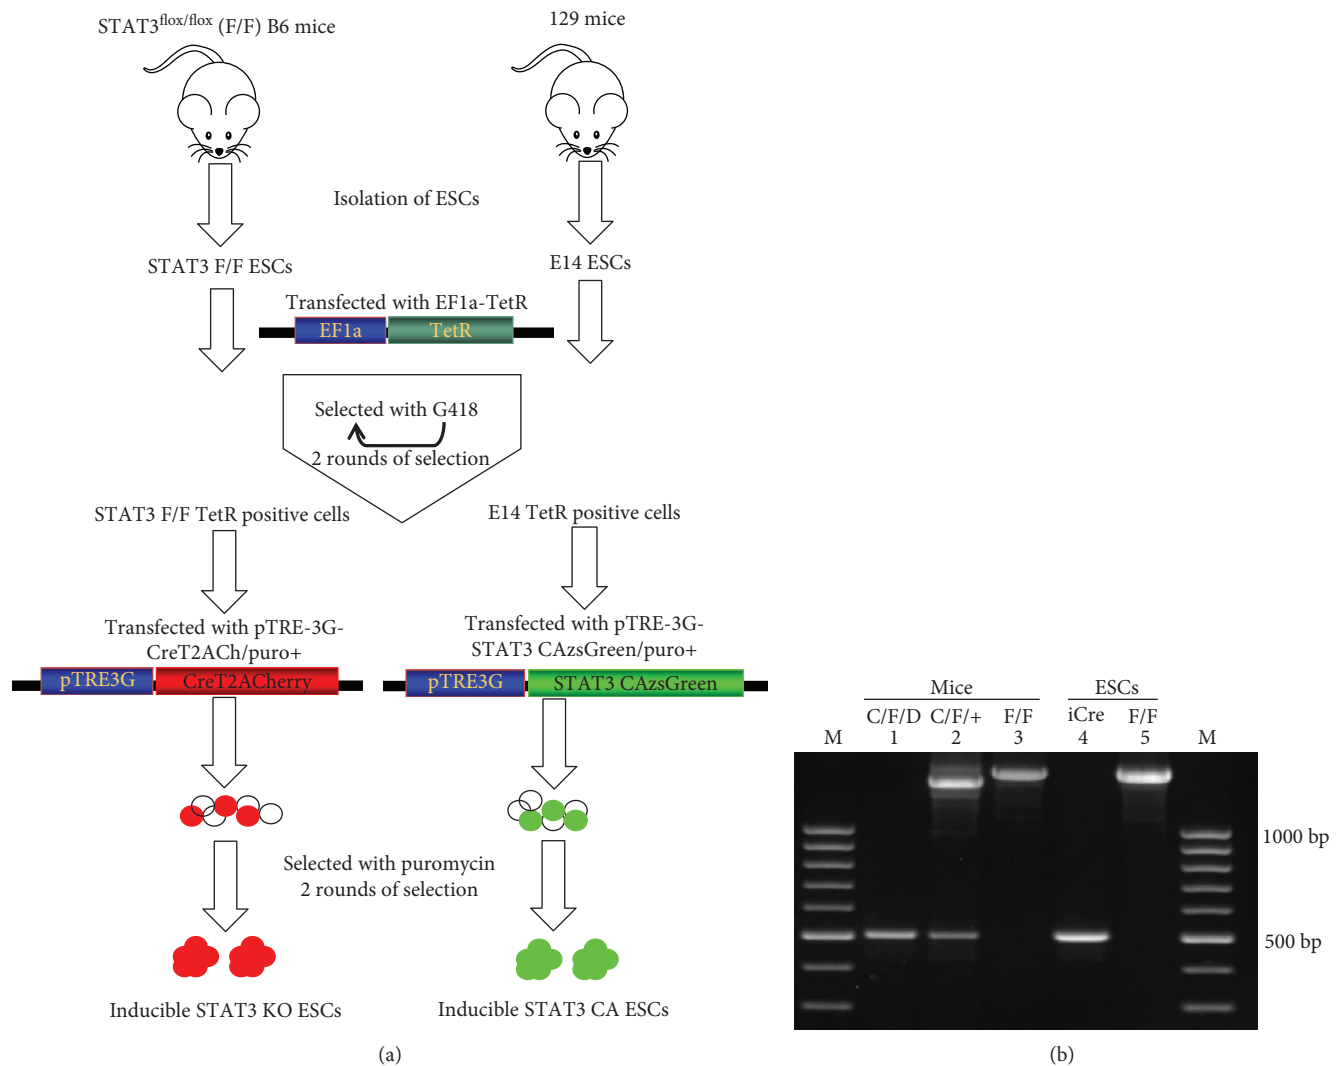 STAT3flox/flox (F/F) B6 mice
129 mice
Isolation of ESCs
STAT3 F/F ESCs
E14 ESCs
Transfected with EF1a-TetR
EF1a
TetR
Selected with G418
2 rounds of selection
STAT3 F/F TetR positive cells
E14 TetR positive cells
Transfected with pTRE-3G-
CreT2ACh/puro+
Transfected with pTRE-3G-
STAT3 CAzsGreen/puro+
pTRE3G
CreT2ACherry
pTRE3G
STAT3 CAzsGreen
Selected with puromycin
2 rounds of selection
Inducible STAT3 KO ESCs
Inducible STAT3 CA ESCs
(a)
Mice
ESCs
C/F/D
C/F/+
F/F
iCre
F/F
M
1
2
3
4
5
M
1000 bp
500 bp
(b)